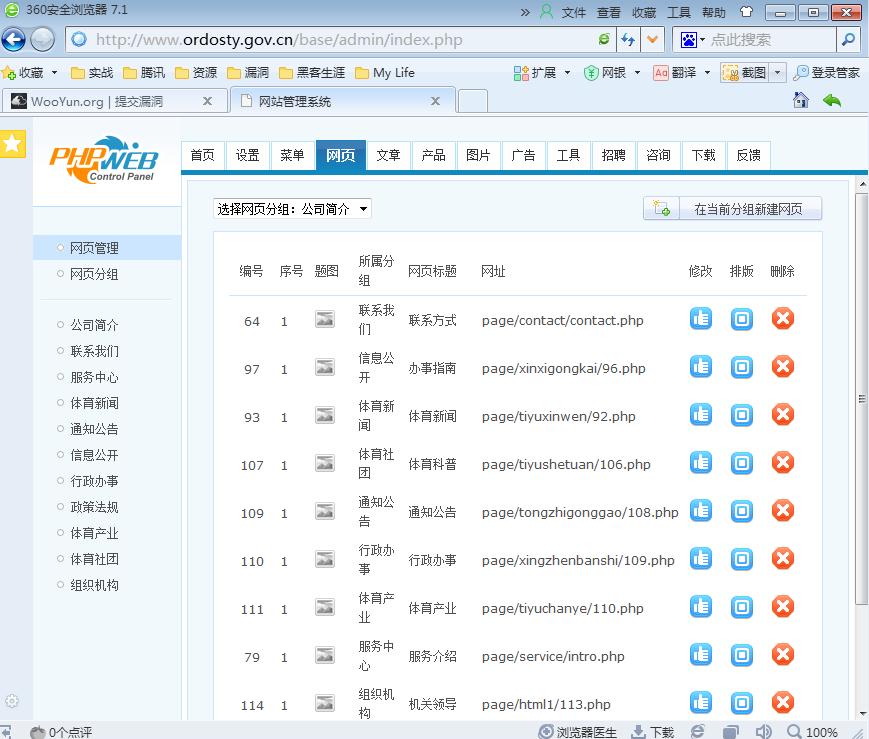 360安全浏览器 7.1
» 文件 查看 收藏 工具 帮助
http://www.ordosty.gov.cn/base/admin/index.php
点此搜索
收藏 实战 腾讯 资源 漏洞 黑客生涯 My Life 扩展 网银 Aa 翻译 截图 登录管家
WooYun.org | 提交漏洞 x 网站管理系统 x
PHPWEB
Control Panel
首页 设置 菜单 网页 文章 产品 图片 广告 工具 招聘 咨询 下载 反馈
选择网页分组：公司简介
在当前分组新建网页
网页管理
网页分组
公司简介
联系我们
服务中心
体育新闻
通知公告
信息公开
行政办事
政策法规
体育产业
体育社团
组织机构
编号 序号 题图 所属分组 网页标题 网址 修改 排版 删除
64 1 联系我们 联系方式 page/contact/contact.php
97 1 信息公开 办事指南 page/xinxigongkai/96.php
93 1 体育新闻 体育新闻 page/tiyuxinwen/92.php
107 1 体育社团 体育科普 page/tiyushetuan/106.php
109 1 通知公告 通知公告 page/tongzhigonggao/108.php
110 1 行政办事 行政办事 page/xingzhenbanshi/109.php
111 1 体育产业 体育产业 page/tiyuchanye/110.php
79 1 服务中心 服务介绍 page/service/intro.php
114 1 组织机构 机关领导 page/html1/113.php
0个点评 浏览器医生 下载 100%